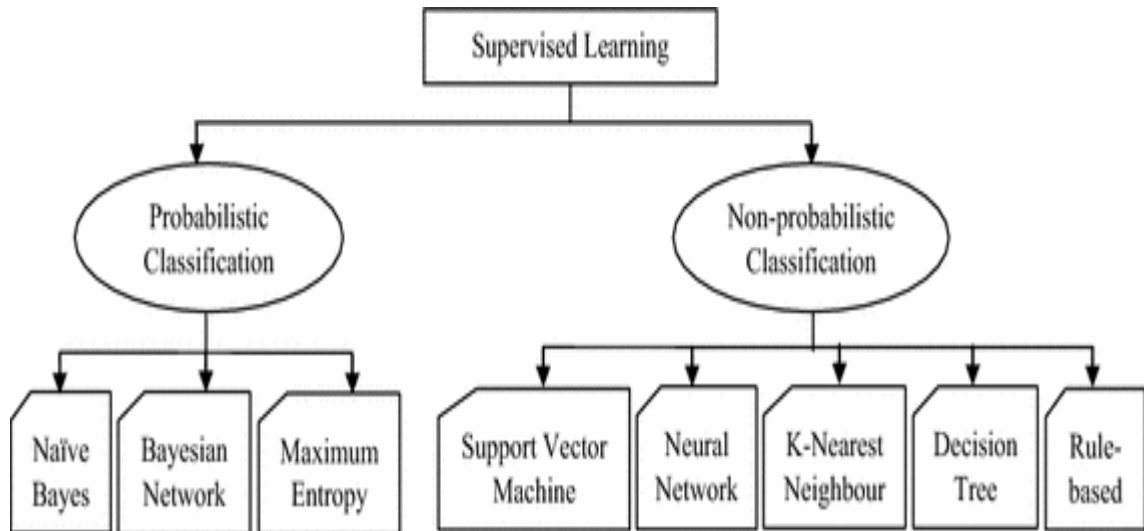 Supervised Learning
Probabilistic
Classification
Non-probabilistic
Classification
Naïve
Bayes
Bayesian
Network
Maximum
Entropy
Support Vector
Machine
Neural
Network
K-Nearest
Neighbour
Decision
Tree
Rule-
based